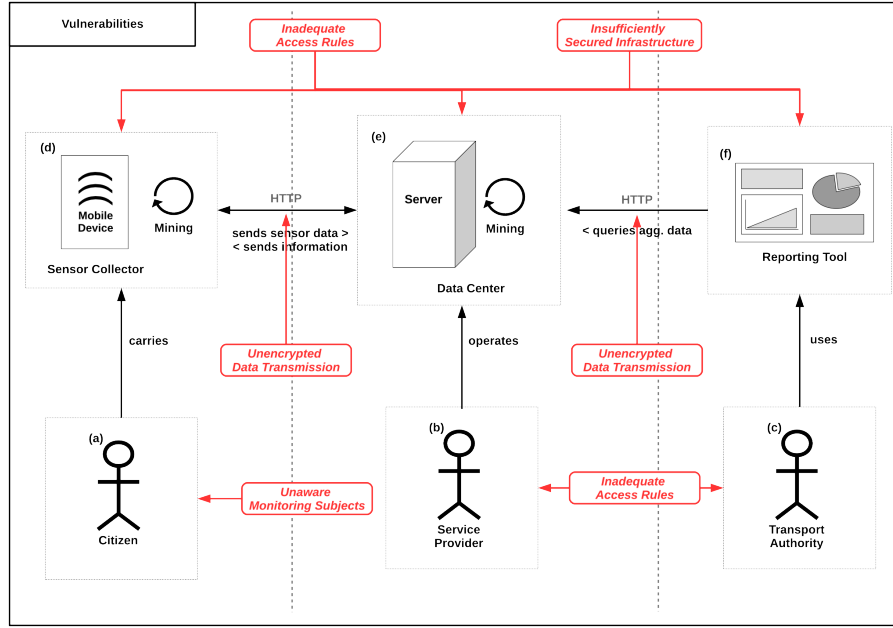 Vulnerabilities
Inadequate
Access Rules
Insufficiently
Secured Infrastructure
(d)
Mobile
Device
Mining
Sensor Collector
HTTP
sends sensor data >
< sends information
(e)
Server
Mining
Data Center
HTTP
< queries agg. data
(f)
Reporting Tool
carries
Unencrypted
Data Transmission
operates
Unencrypted
Data Transmission
uses
(a)
Citizen
Unaware
Monitoring Subjects
(b)
Service
Provider
Inadequate
Access Rules
(c)
Transport
Authority